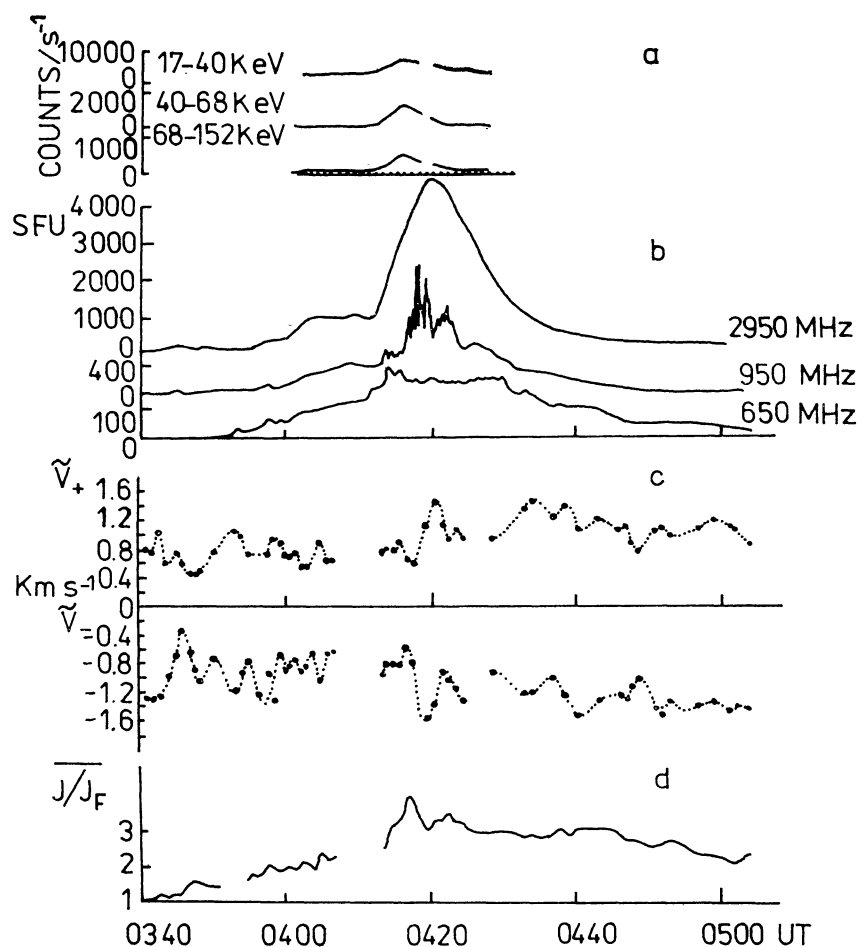 a
COUNTS/s⁻¹
10000
0
17-40 KeV
2000
0
40-68 KeV
1000
0
68-152 KeV
b
SFU
4000
3000
2000
1000
0
2950 MHz
400
0
950 MHz
100
0
650 MHz
c
Ṽ₊
1.6
1.2
0.8
0.4
0
Km s⁻¹
Ṽ₋
-0.4
-0.8
-1.2
-1.6
d
J/J_F
3
2
1
0340 0400 0420 0440 0500 UT